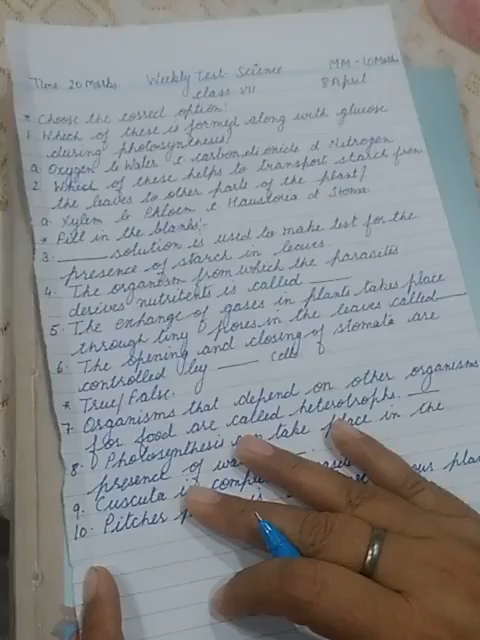 Time 20 Marks Weekly Test Science MM-10 Marks
class VII 8 April
* Choose the correct option:
1. Which of these is formed along with glucose
during photosynthesis?
a Oxygen b Water c carbondioxide d Nitrogen
2. Which of these helps to transport starch from
the leaves to other parts of the plant?
a. Xylem b. Phloem c Haustoria d Stoma
* Fill in the blanks:-
3. ____ solution is used to make test for the
presence of starch in leaves.
4. The organism from which the parasites
derives nutritents is called ____
5. The exhange of gases in plants takes place
through tiny pores in the leaves called ____
6. The opening and closing of stomata are
controlled by ____ cells.
* True/False.
7. Organisms that depend on other organisms
for food are called heterotrophs. ____
8. Photosynthesis can take place in the
presence of
9. Cuscuta is
10. Pitcher